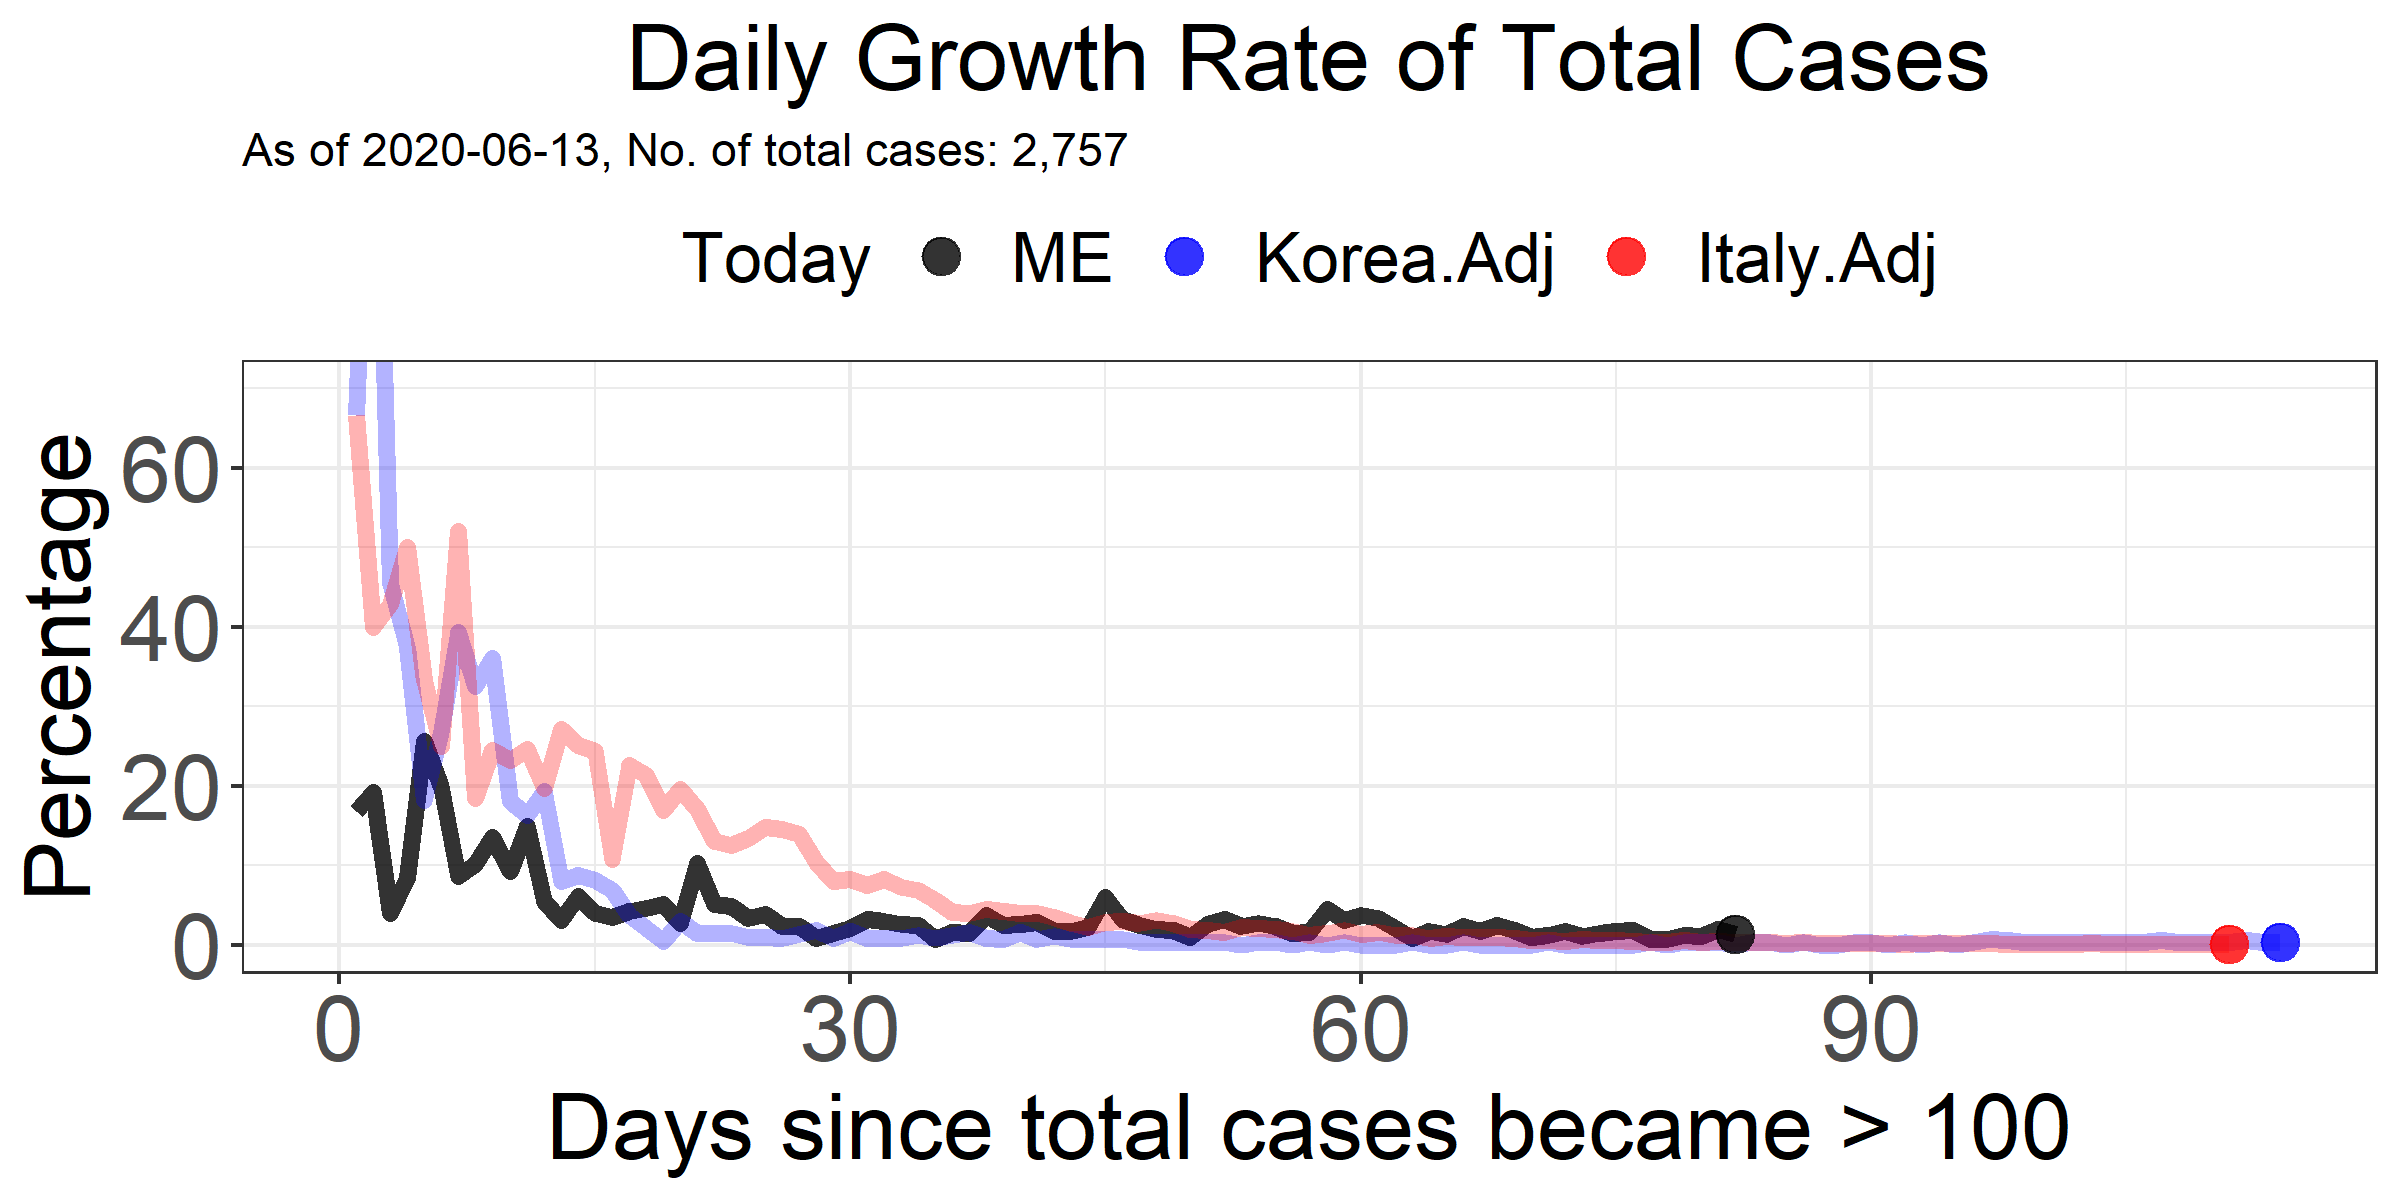 Daily Growth Rate of Total Cases
As of 2020-06-13, No. of total cases: 2,757
Today ME Korea.Adj Italy.Adj
Percentage
60
40
20
0
0 30 60 90
Days since total cases became > 100